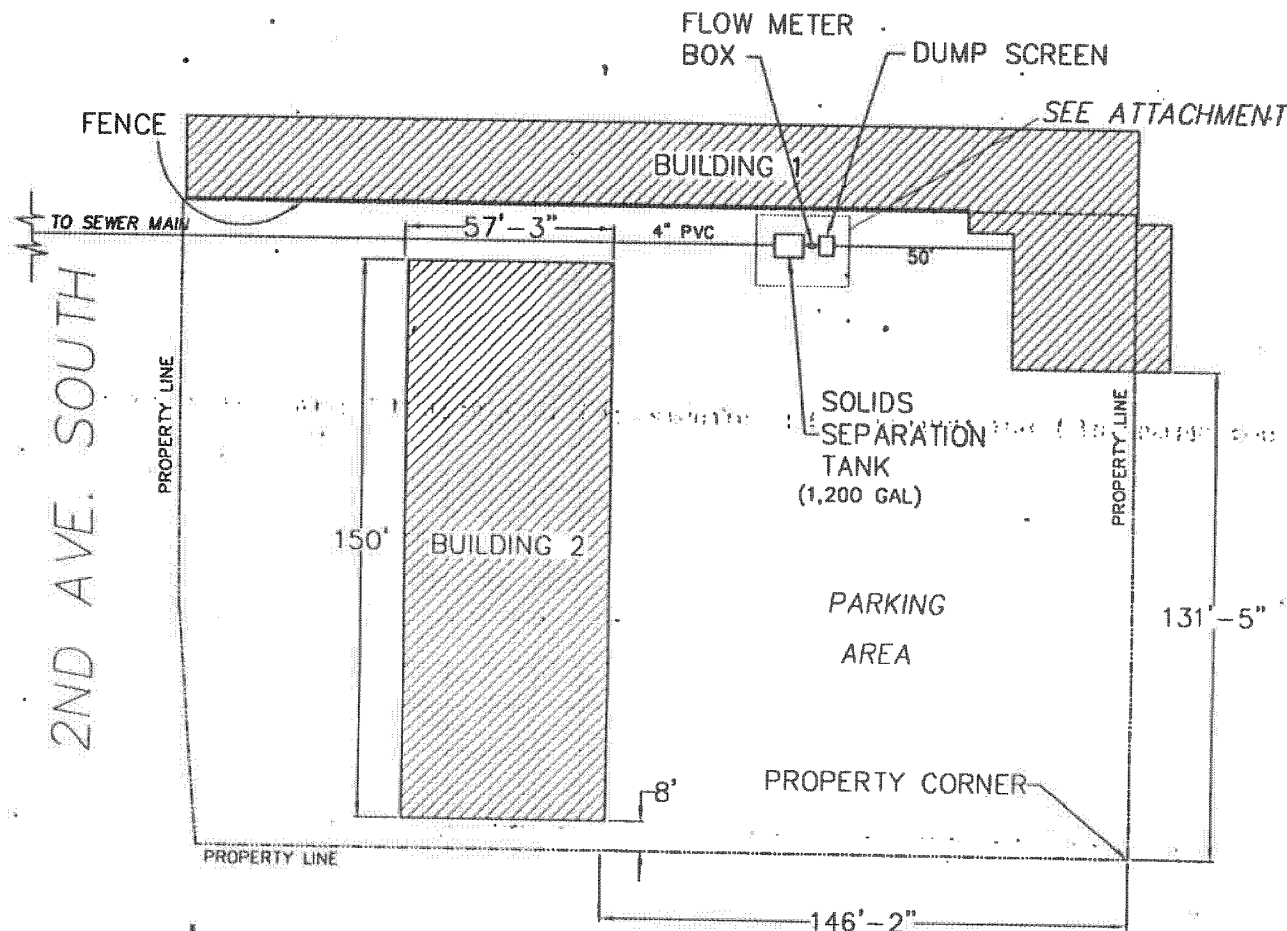 FLOW METER
BOX
DUMP SCREEN
SEE ATTACHMENT
FENCE
BUILDING 1
TO SEWER MAIN
57'-3"
4" PVC
50'
2ND AVE. SOUTH
PROPERTY LINE
SOLIDS
SEPARATION
TANK
(1,200 GAL)
PROPERTY LINE
150'
BUILDING 2
PARKING
AREA
131'-5"
8'
PROPERTY CORNER
PROPERTY LINE
146'-2"